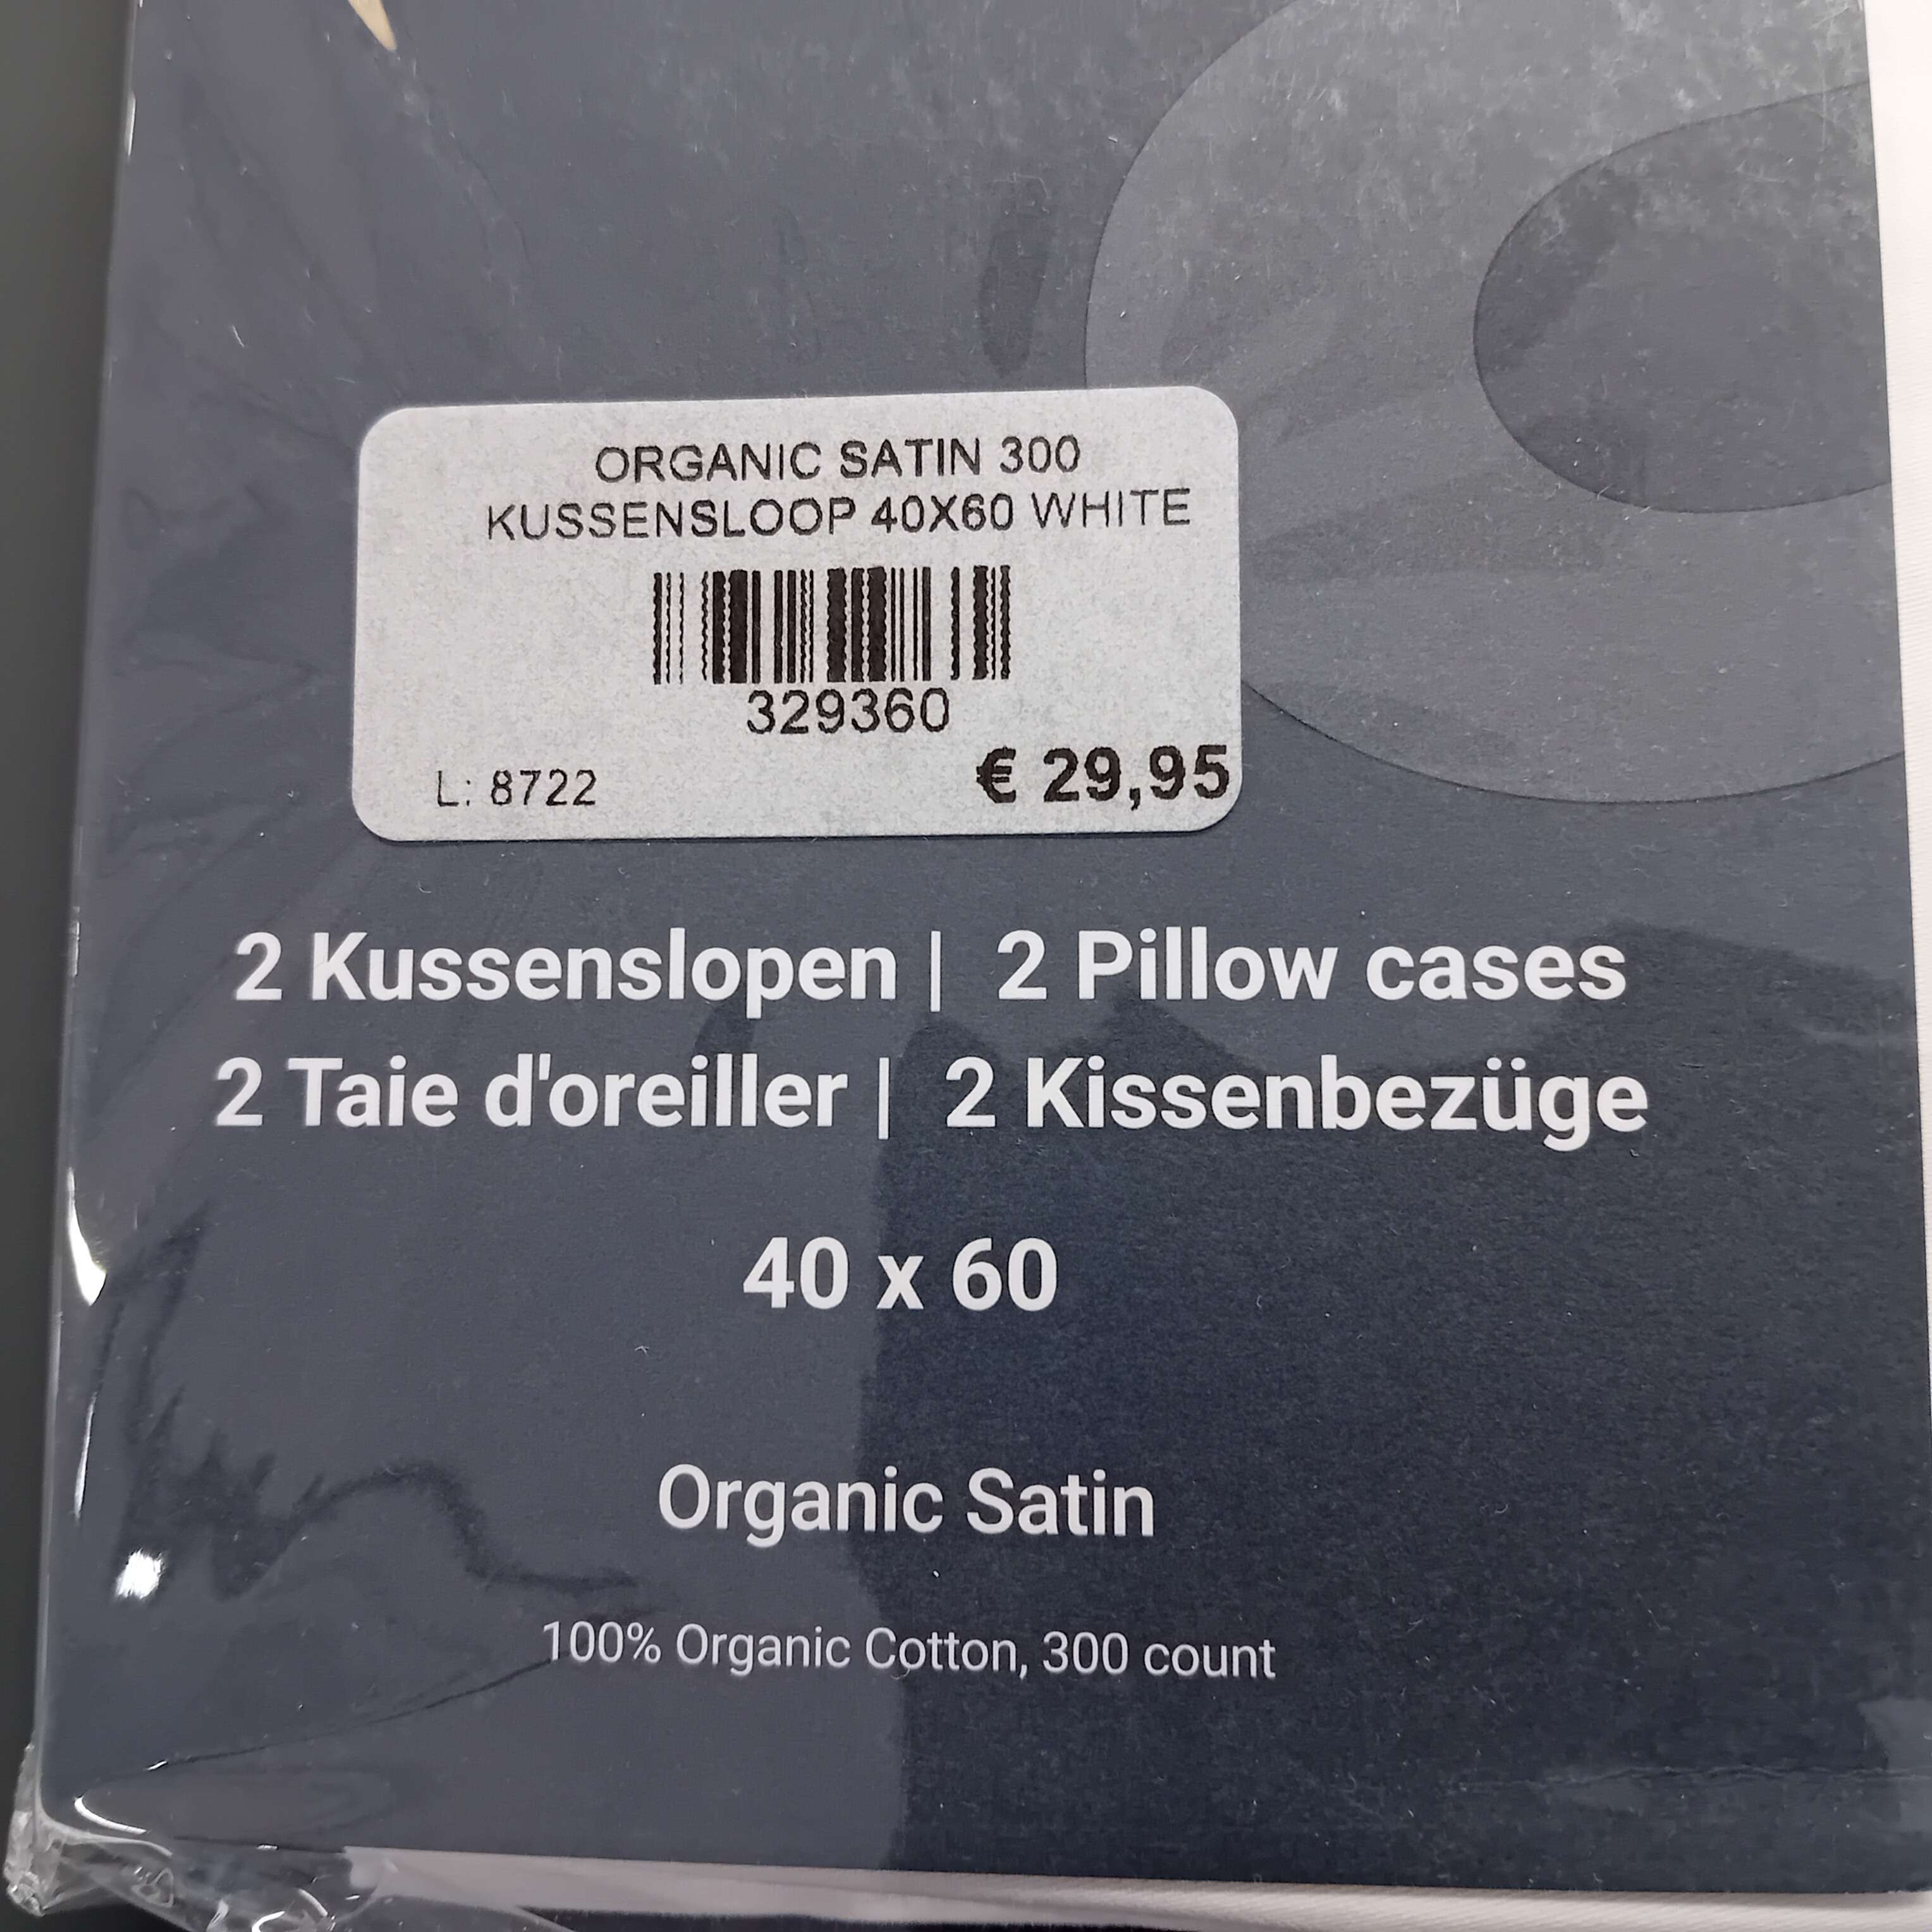 ORGANIC SATIN 300
KUSSENSLOOP 40X60 WHITE
329360
L: 8722
€ 29,95
2 Kussenslopen | 2 Pillow cases
2 Taie d'oreiller | 2 Kissenbezüge
40 x 60
Organic Satin
100% Organic Cotton, 300 count